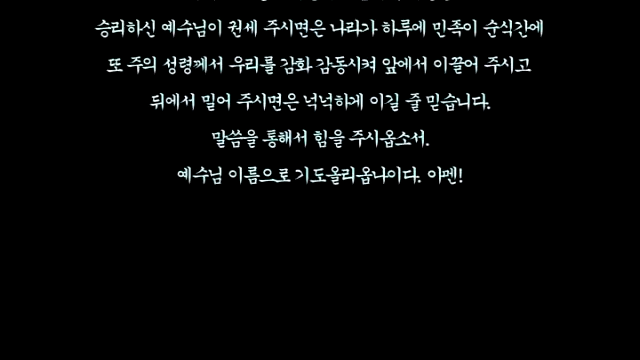 승리하신 예수님이 권세 주시면은 나라가 하루에 민족이 순식간에
또 주의 성령께서 우리를 감화 감동시켜 앞에서 이끌어 주시고
뒤에서 밀어 주시면은 넉넉하게 이길 줄 믿습니다.
말씀을 통해서 힘을 주시옵소서.
예수님 이름으로 기도올리옵나이다. 아멘!